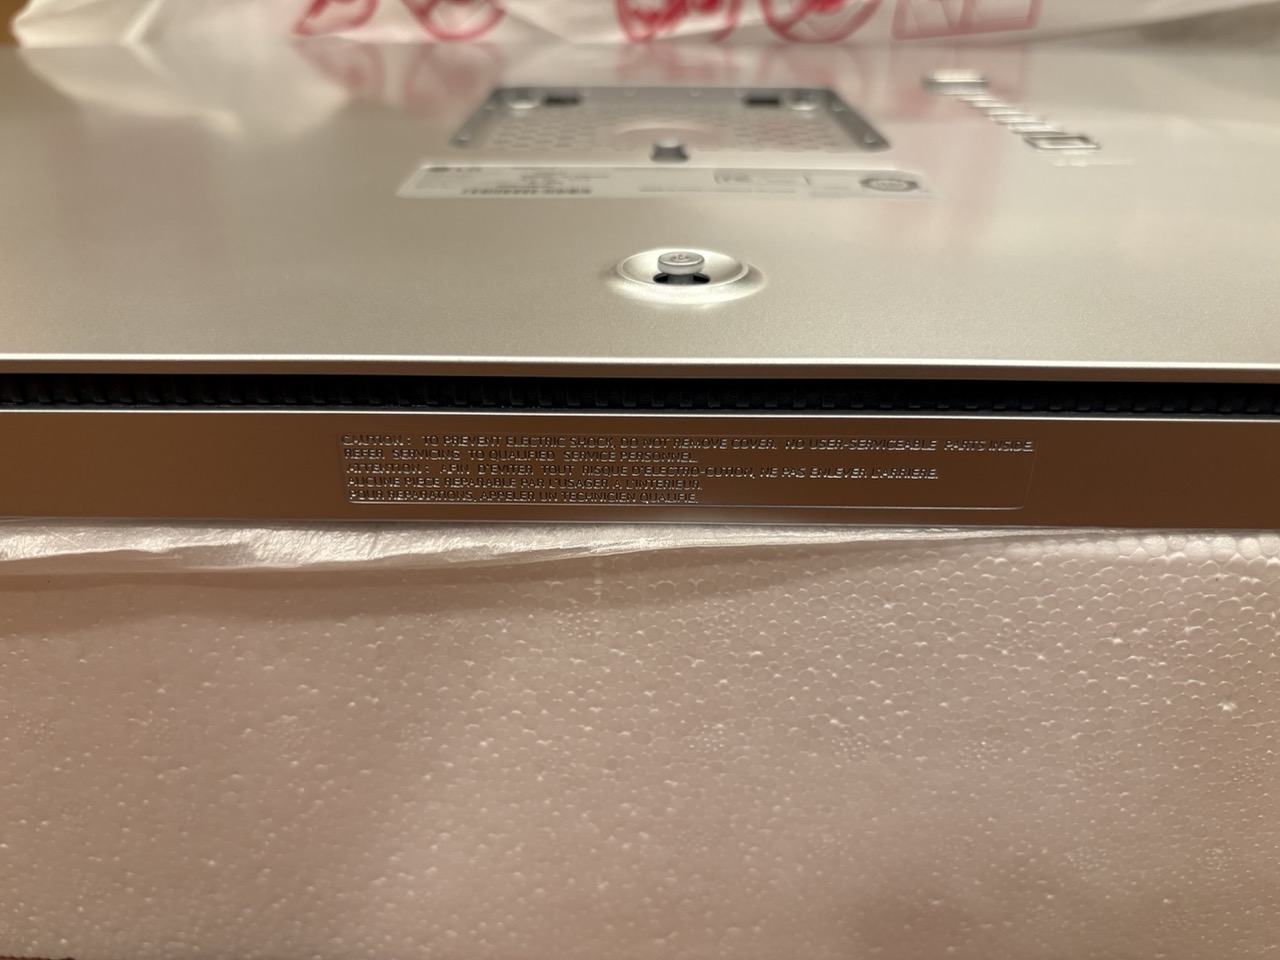 LG
CAUTION : TO PREVENT ELECTRIC SHOCK, DO NOT REMOVE COVER. NO USER-SERVICEABLE PARTS INSIDE.
REFER SERVICING TO QUALIFIED SERVICE PERSONNEL.
ATTENTION : AFIN D'EVITER TOUT RISQUE D'ELECTRO-CUTION, NE PAS ENLEVER L'ARRIERE.
AUCUNE PIECE REPARABLE PAR L'USAGER A L'INTERIEUR.
POUR REPARATIONS, APPELER UN TECHNICIEN QUALIFIE.